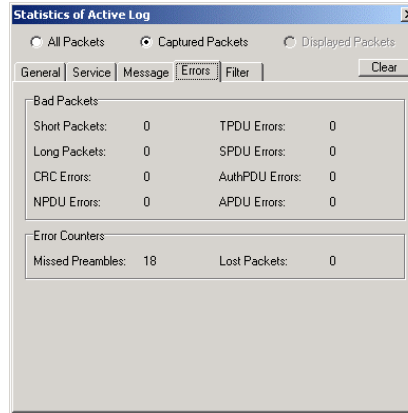 Statistics of Active Log
All Packets Captured Packets Displayed Packets
General Service Message Errors Filter Clear
Bad Packets
Short Packets: 0 TPDU Errors: 0
Long Packets: 0 SPDU Errors: 0
CRC Errors: 0 AuthPDU Errors: 0
NPDU Errors: 0 APDU Errors: 0
Error Counters
Missed Preambles: 18 Lost Packets: 0